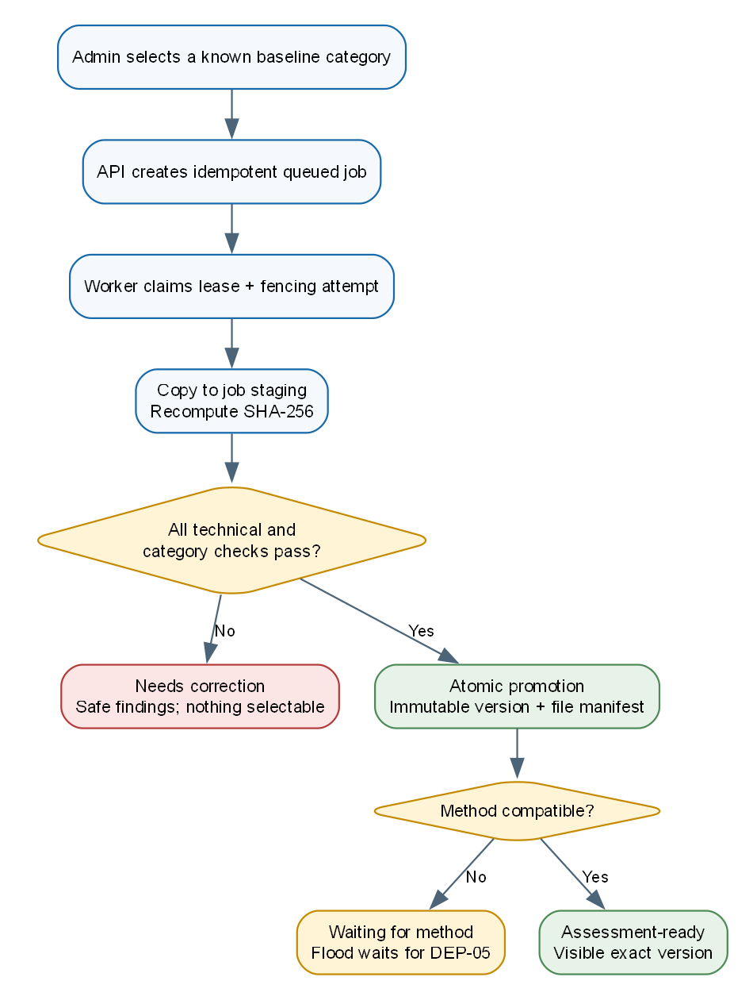 Admin selects a known baseline category
API creates idempotent queued job
Worker claims lease + fencing attempt
Copy to job staging
Recompute SHA-256
All technical and
category checks pass?
No
Yes
Needs correction
Safe findings; nothing selectable
Atomic promotion
Immutable version + file manifest
Method compatible?
No
Yes
Waiting for method
Flood waits for DEP-05
Assessment-ready
Visible exact version